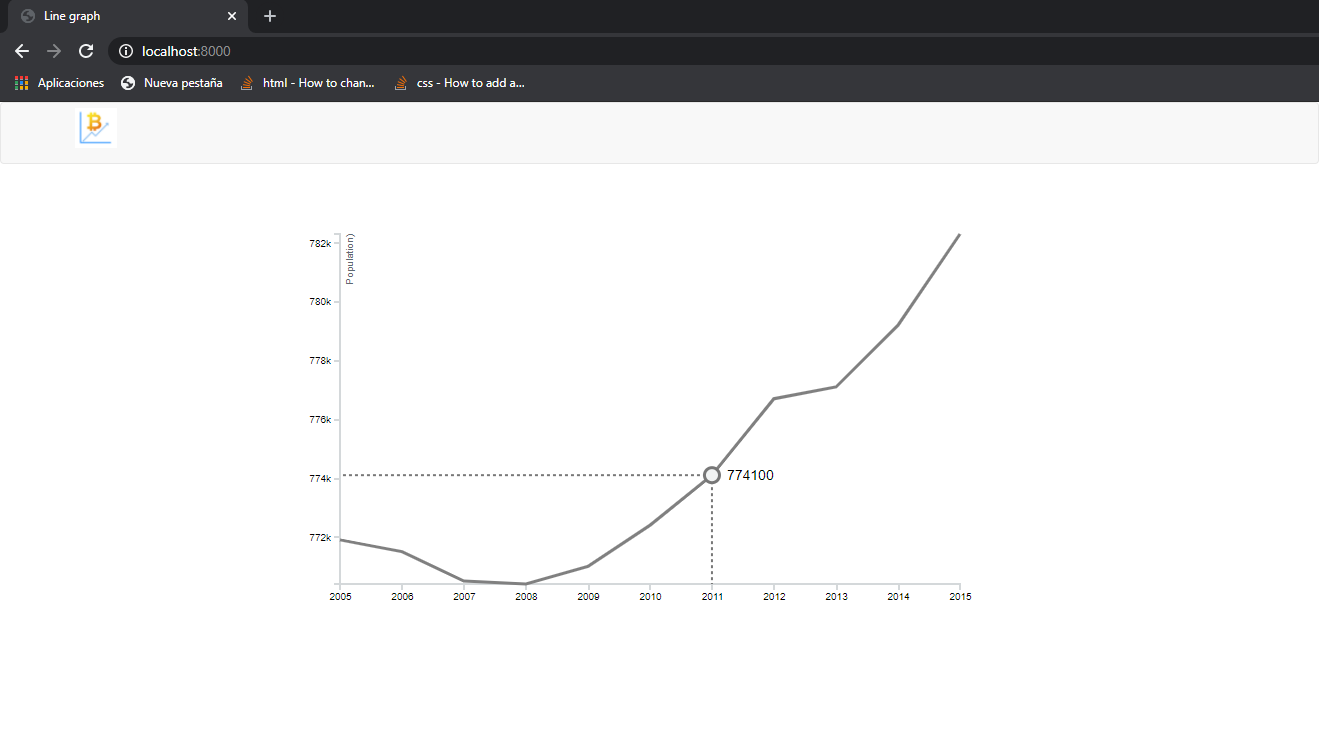 Line graph
localhost:8000
Aplicaciones Nueva pestaña html - How to chan... css - How to add a...
Population)
782k
780k
778k
776k
774k
772k
774100
2005 2006 2007 2008 2009 2010 2011 2012 2013 2014 2015